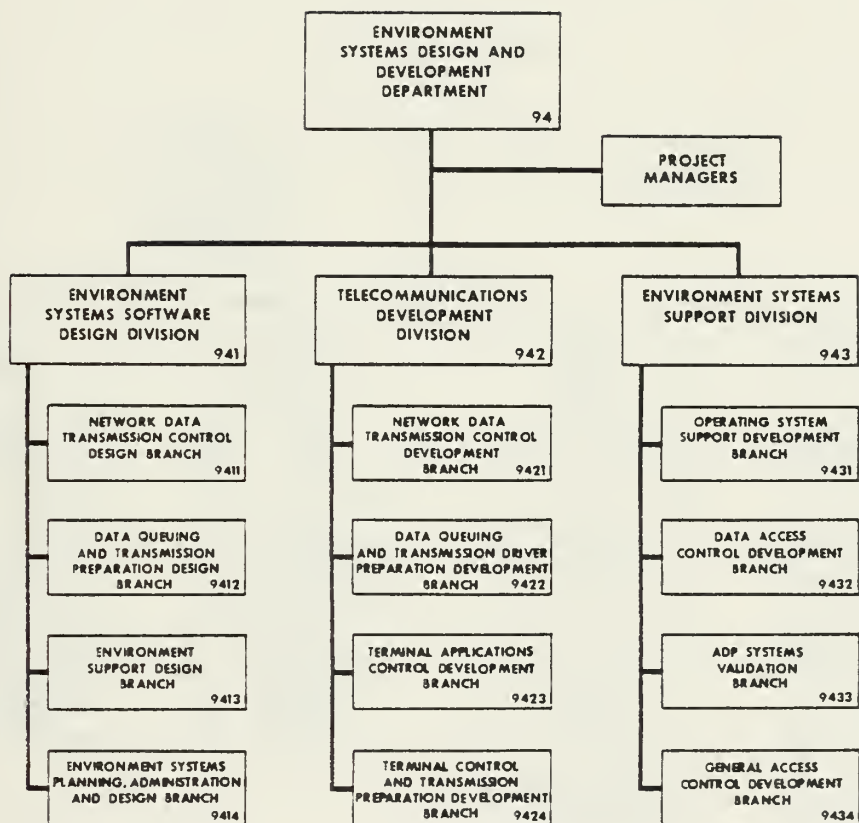 ENVIRONMENT
SYSTEMS DESIGN AND
DEVELOPMENT
DEPARTMENT
94
PROJECT
MANAGERS
ENVIRONMENT
SYSTEMS SOFTWARE
DESIGN DIVISION
941
NETWORK DATA
TRANSMISSION CONTROL
DESIGN BRANCH
9411
DATA QUEUING
AND TRANSMISSION
PREPARATION DESIGN
BRANCH
9412
ENVIRONMENT
SUPPORT DESIGN
BRANCH
9413
ENVIRONMENT SYSTEMS
PLANNING, ADMINISTRATION
AND DESIGN BRANCH
9414
TELECOMMUNICATIONS
DEVELOPMENT
DIVISION
942
NETWORK DATA
TRANSMISSION CONTROL
DEVELOPMENT
BRANCH
9421
DATA QUEUING
AND TRANSMISSION DRIVER
PREPARATION DEVELOPMENT
BRANCH
9422
TERMINAL APPLICATIONS
CONTROL DEVELOPMENT
BRANCH
9423
TERMINAL CONTROL
AND TRANSMISSION
PREPARATION DEVELOPMENT
BRANCH
9424
ENVIRONMENT SYSTEMS
SUPPORT DIVISION
943
OPERATING SYSTEM
SUPPORT DEVELOPMENT
BRANCH
9431
DATA ACCESS
CONTROL DEVELOPMENT
BRANCH
9432
ADP SYSTEMS
VALIDATION
BRANCH
9433
GENERAL ACCESS
CONTROL DEVELOPMENT
BRANCH
9434